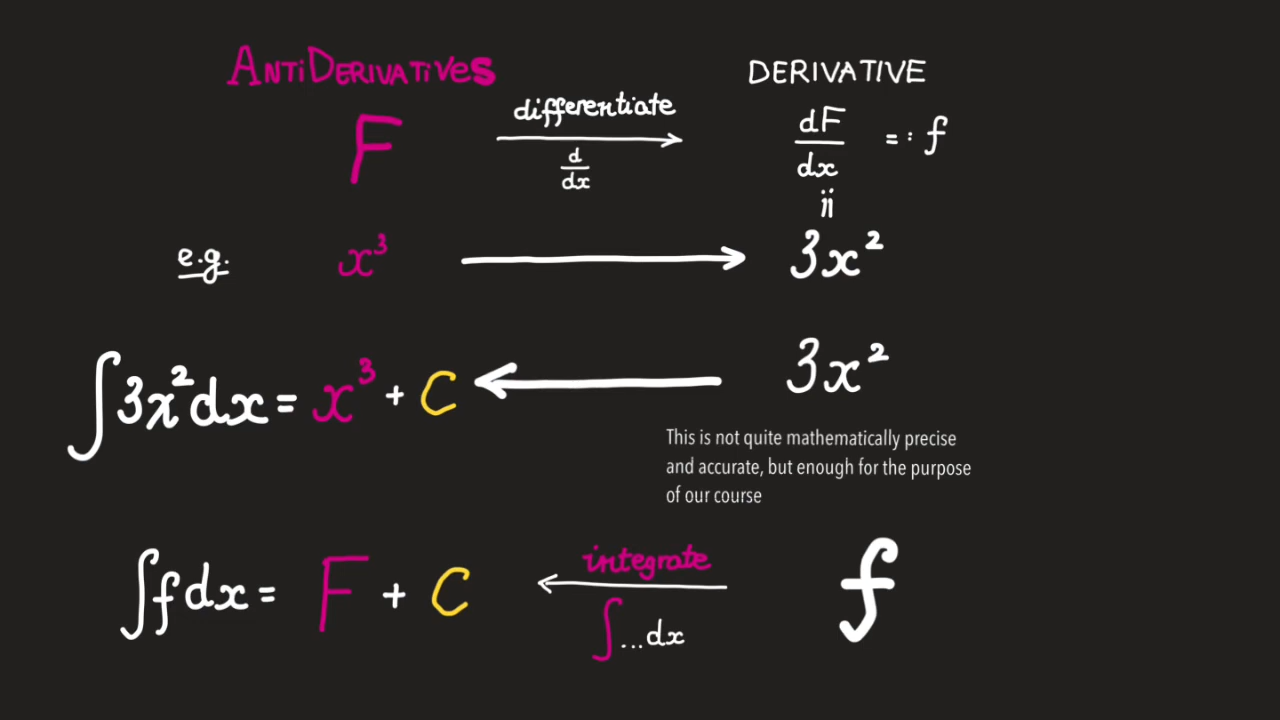 ANTIDERIVATIVES
DERIVATIVE
F
differentiate
d/dx
dF/dx =: f
e.g.
x³
3x²
∫3x²dx = x³ + C
3x²
This is not quite mathematically precise
and accurate, but enough for the purpose
of our course
∫f dx = F + C
integrate
∫...dx
f